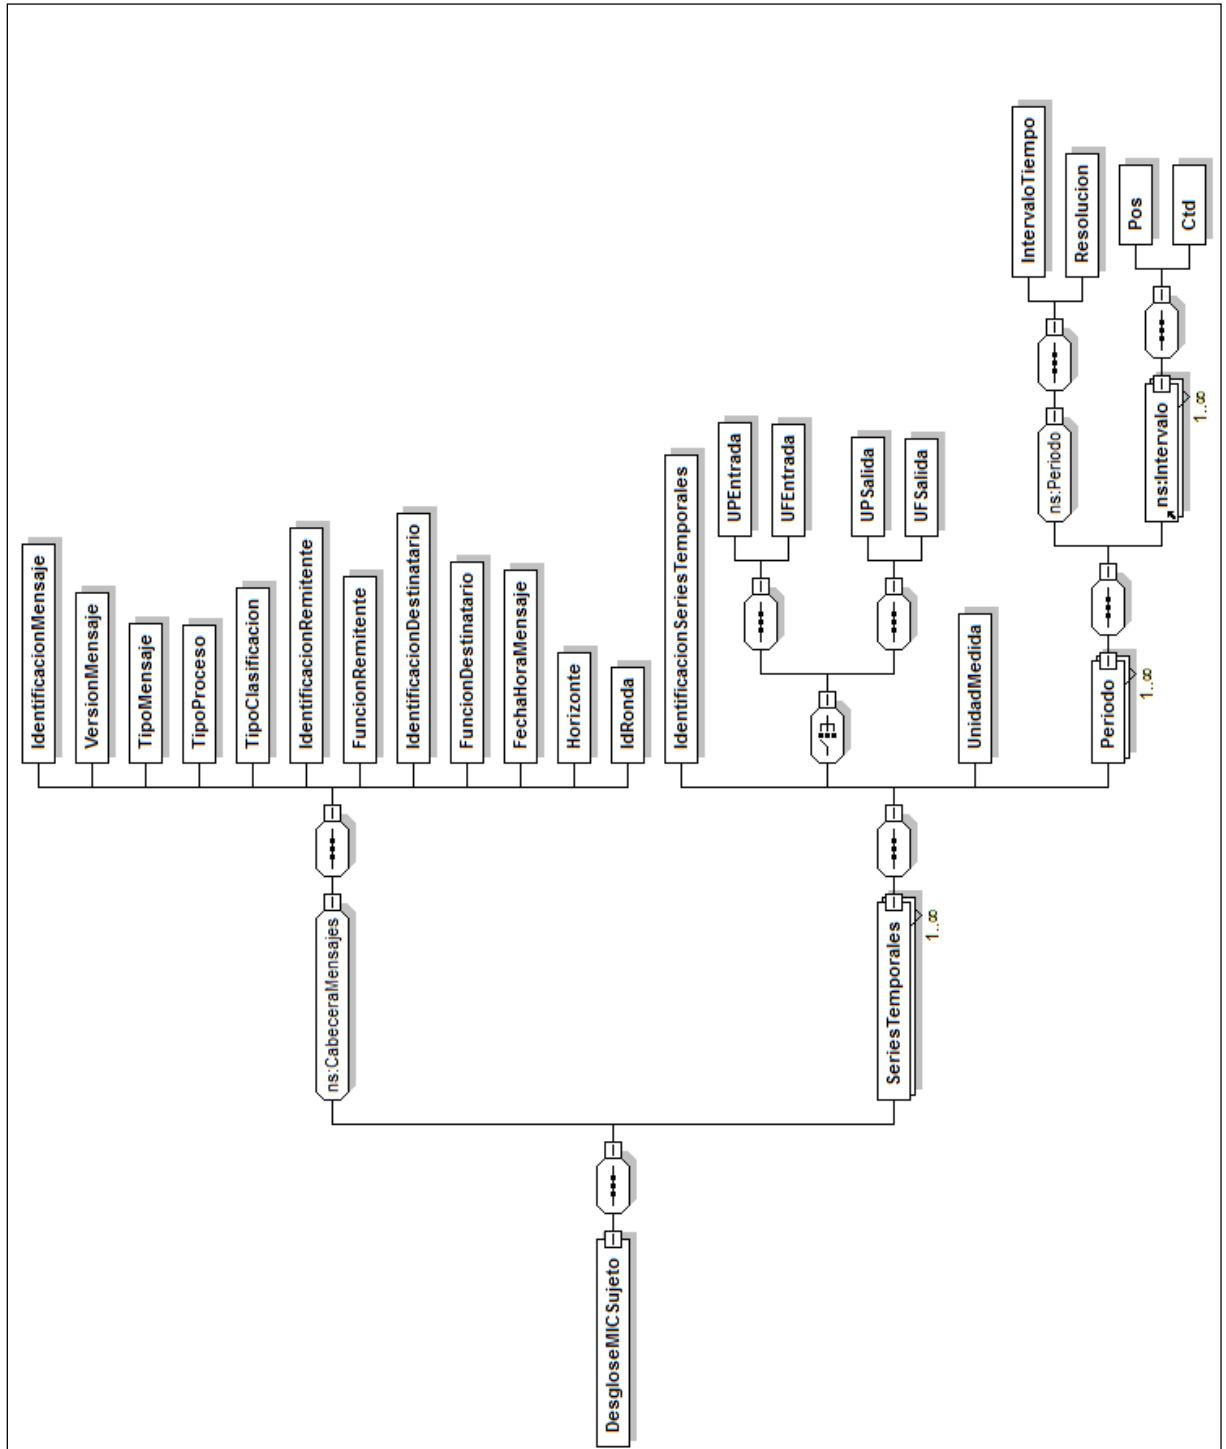 DesgloseMICSujeto
ns:CabeceraMensajes
IdentificacionMensaje
VersionMensaje
TipoMensaje
TipoProceso
TipoClasificacion
IdentificacionRemitente
FuncionRemitente
IdentificacionDestinatario
FuncionDestinatario
FechaHoraMensaje
Horizonte
IdRonda
SeriesTemporales
1..∞
IdentificacionSeriesTemporales
UPEntrada
UFEntrada
UPSalida
UFSalida
UnidadMedida
Periodo
1..∞
ns:Periodo
IntervaloTiempo
Resolucion
ns:Intervalo
1..∞
Pos
Ctd